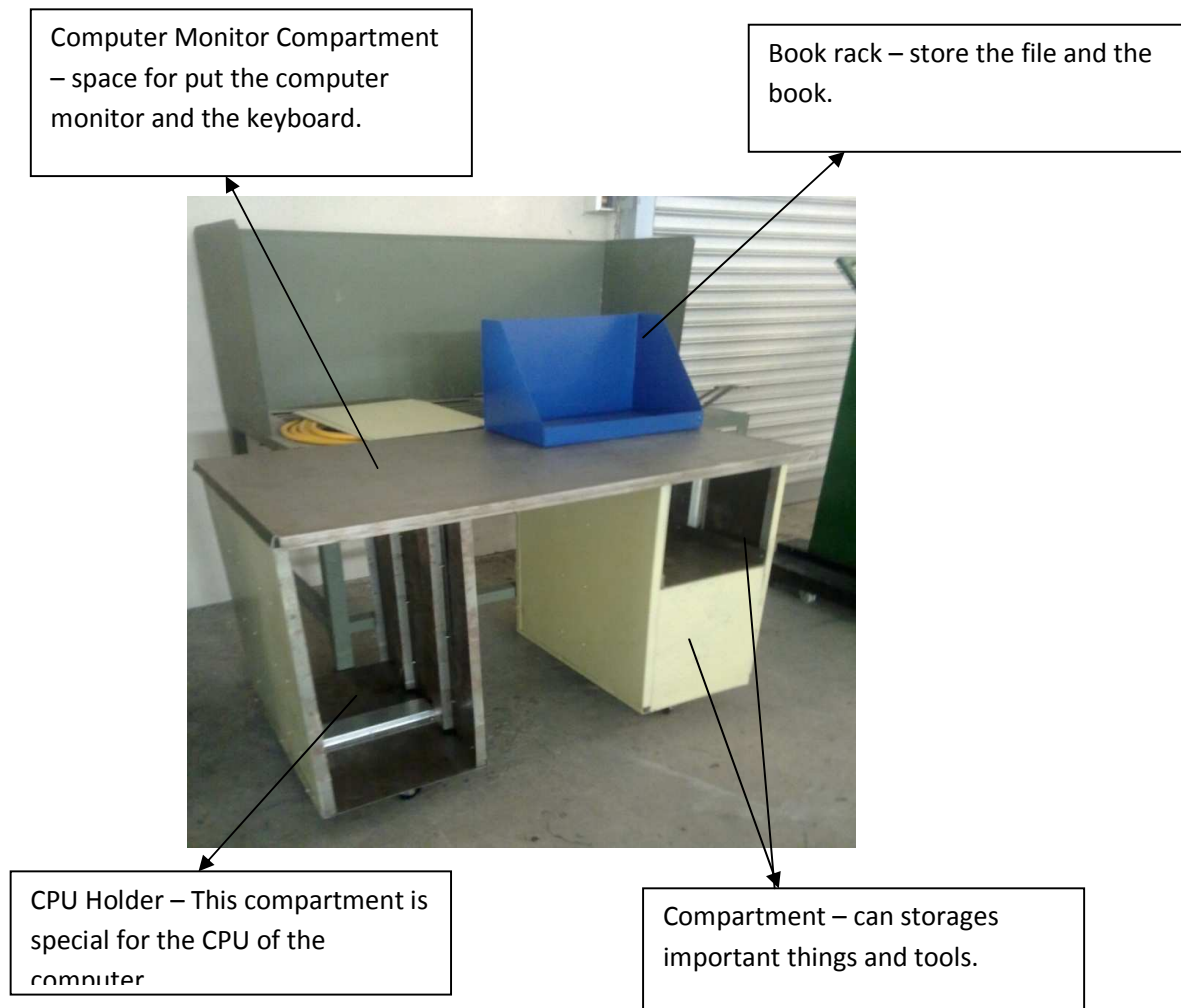 Computer Monitor Compartment
– space for put the computer
monitor and the keyboard.
Book rack – store the file and the
book.
CPU Holder – This compartment is
special for the CPU of the
computer
Compartment – can storages
important things and tools.